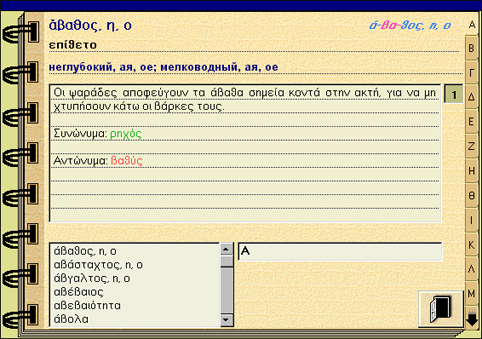 άβαθος, η, ο
ά-βα-θος, η, ο
επίθετο
неглубокий, ая, ое; мелководный, ая, ое
Οι ψαράδες αποφεύγουν τα άβαθα σημεία κοντά στην ακτή, για να μη
χτυπήσουν κάτω οι βάρκες τους.
1
Συνώνυμα: ρηχός
Αντώνυμα: βαθύς
άβαθος, η, ο
αβάσταχτος, η, ο
άβγαλτος, η, ο
αβέβαιος
αβεβαιότητα
άβολα
Α
Α
Β
Γ
Δ
Ε
Ζ
Η
Θ
Ι
Κ
Λ
Μ